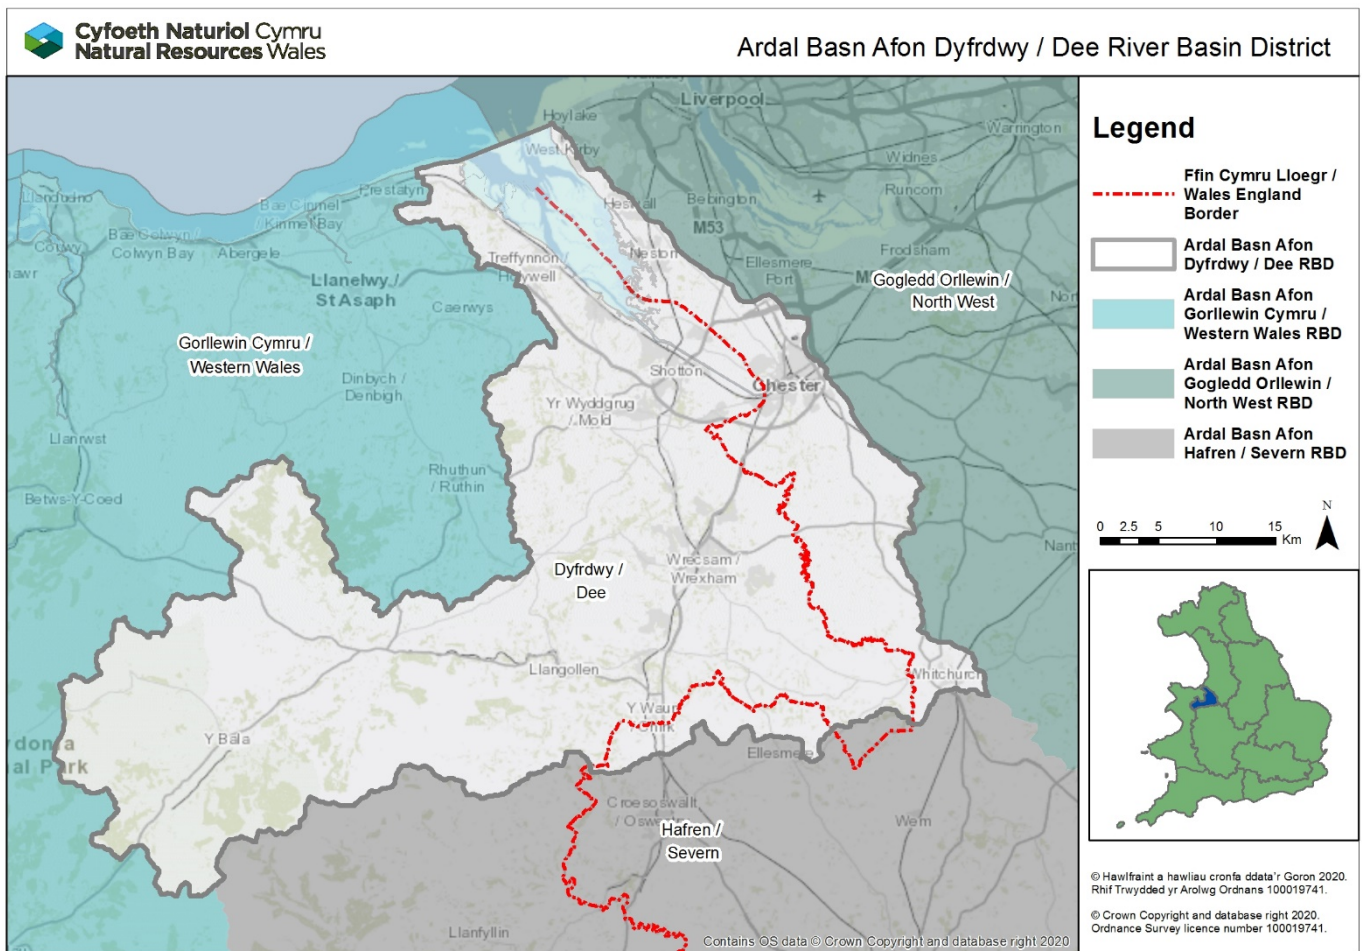 Cyfoeth Naturiol Cymru
Natural Resources Wales
Ardal Basn Afon Dyfrdwy / Dee River Basin District
Liverpool
Hoylake
Warrington
West Kirby
Widnes
Prestatyn
Runcorn
Llandudno
Bebington
Bae Cinmel
/ Kinmel Bay
M53
Conwy
Bae Colwyn /
Colwyn Bay
Abergele
Neston
Frodsham
Treffynnon /
Holywell
Ellesmere
Port
Gogledd Orllewin /
North West
Llanelwy /
St Asaph
Caerwys
Gorllewin Cymru /
Western Wales
Shotton
Chester
Dinbych /
Denbigh
Yr Wyddgrug
/ Mold
Llanrwst
Rhuthun
/ Ruthin
Betws-Y-Coed
Wrecsam /
Wrexham
Dyfrdwy /
Dee
Llangollen
Whitchurch
Y Bala
Ellesmere
Croesoswallt
Wem
Hafren /
Severn
Llanfyllin
Contains OS data © Crown Copyright and database right 2020
Legend
Ffin Cymru Lloegr /
Wales England
Border
Ardal Basn Afon
Dyfrdwy / Dee RBD
Ardal Basn Afon
Gorllewin Cymru /
Western Wales RBD
Ardal Basn Afon
Gogledd Orllewin /
North West RBD
Ardal Basn Afon
Hafren / Severn RBD
N
0 2.5 5 10 15
Km
© Hawlfraint a hawliau cronfa ddata'r Goron 2020.
Rhif Trwydded yr Arolwg Ordnans 100019741.
© Crown Copyright and database right 2020.
Ordnance Survey licence number 100019741.